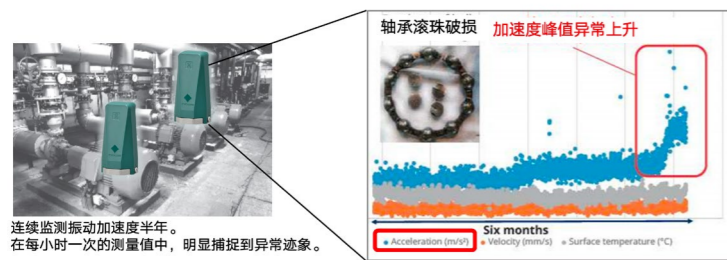 轴承滚珠破损
加速度峰值异常上升
连续监测振动加速度半年。
在每小时一次的测量值中，明显捕捉到异常迹象。
Six months
Acceleration (m/s²) Velocity (mm/s) Surface temperature (°C)